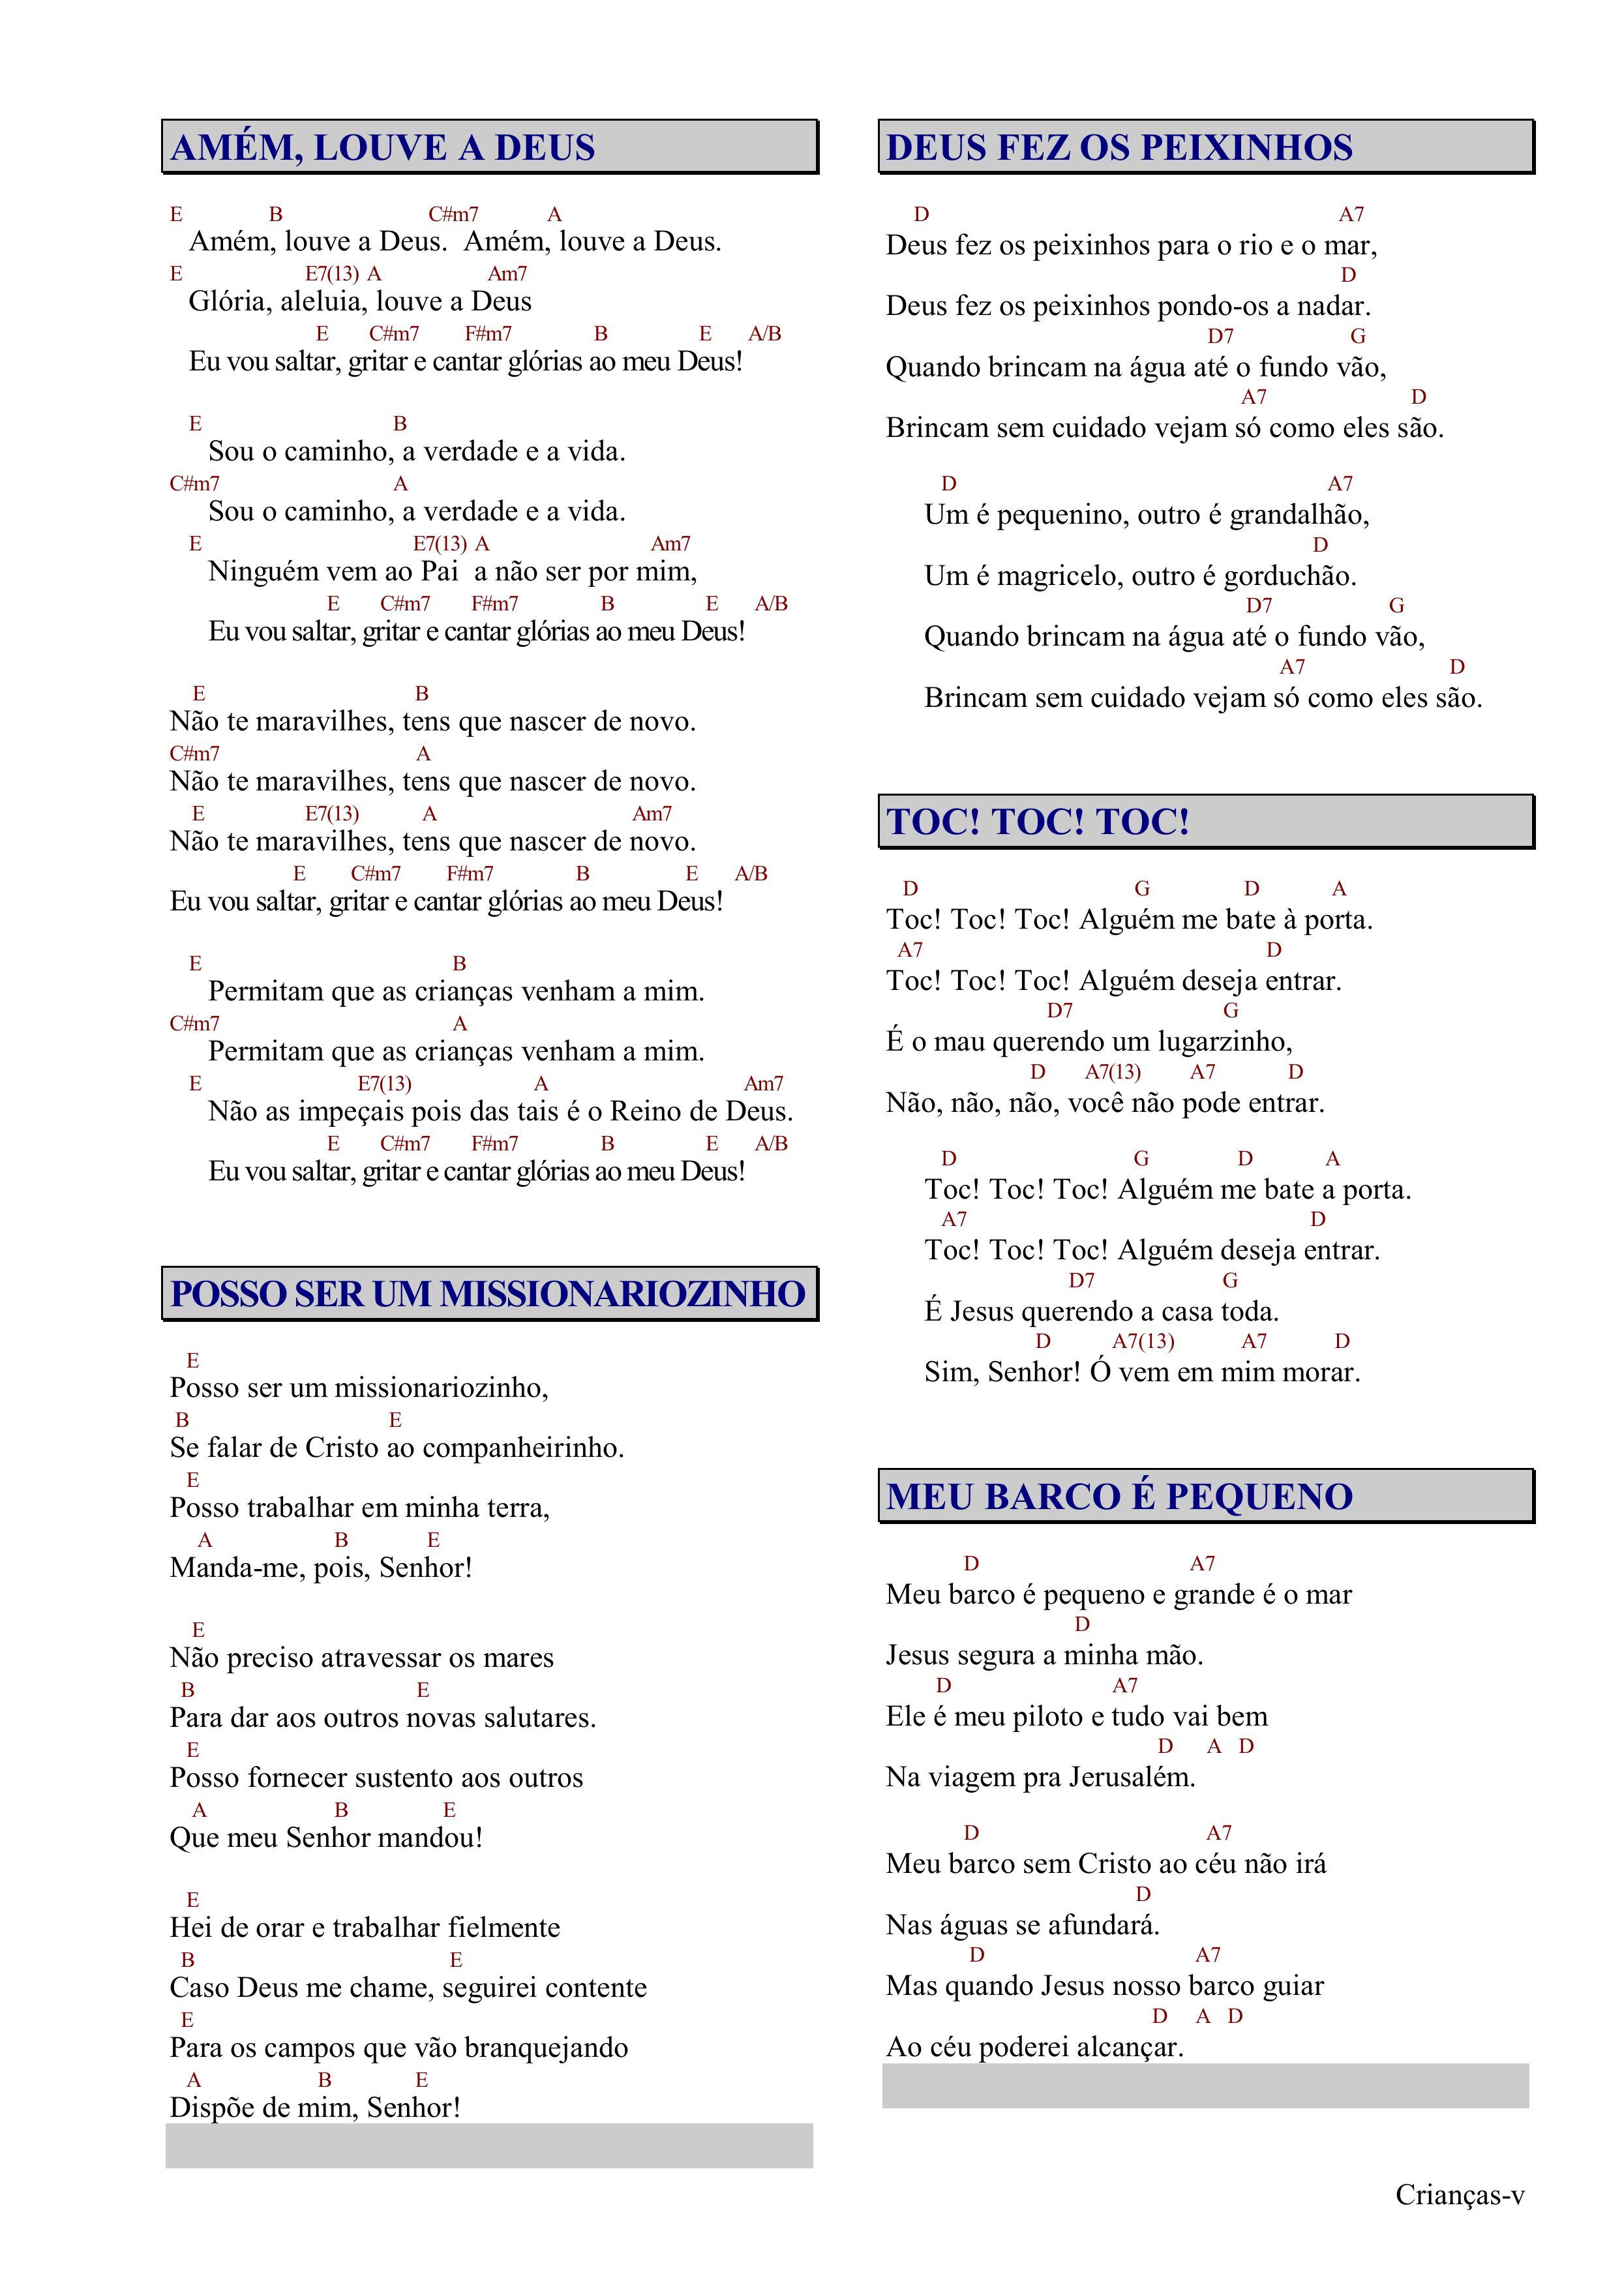 AMÉM, LOUVE A DEUS
E B C#m7 A
Amém, louve a Deus. Amém, louve a Deus.
E E7(13) A Am7
Glória, aleluia, louve a Deus
E C#m7 F#m7 B E A/B
Eu vou saltar, gritar e cantar glórias ao meu Deus!
E B
Sou o caminho, a verdade e a vida.
C#m7 A
Sou o caminho, a verdade e a vida.
E E7(13) A Am7
Ninguém vem ao Pai a não ser por mim,
E C#m7 F#m7 B E A/B
Eu vou saltar, gritar e cantar glórias ao meu Deus!
E B
Não te maravilhes, tens que nascer de novo.
C#m7 A
Não te maravilhes, tens que nascer de novo.
E E7(13) A Am7
Não te maravilhes, tens que nascer de novo.
E C#m7 F#m7 B E A/B
Eu vou saltar, gritar e cantar glórias ao meu Deus!
E B
Permitam que as crianças venham a mim.
C#m7 A
Permitam que as crianças venham a mim.
E E7(13) A Am7
Não as impeçais pois das tais é o Reino de Deus.
E C#m7 F#m7 B E A/B
Eu vou saltar, gritar e cantar glórias ao meu Deus!
POSSO SER UM MISSIONARIOZINHO
E
Posso ser um missionariozinho,
B E
Se falar de Cristo ao companheirinho.
E
Posso trabalhar em minha terra,
A B E
Manda-me, pois, Senhor!
E
Não preciso atravessar os mares
B E
Para dar aos outros novas salutares.
E
Posso fornecer sustento aos outros
A B E
Que meu Senhor mandou!
E
Hei de orar e trabalhar fielmente
B E
Caso Deus me chame, seguirei contente
E
Para os campos que vão branquejando
A B E
Dispõe de mim, Senhor!
DEUS FEZ OS PEIXINHOS
D A7
Deus fez os peixinhos para o rio e o mar,
D
Deus fez os peixinhos pondo-os a nadar.
D7 G
Quando brincam na água até o fundo vão,
A7 D
Brincam sem cuidado vejam só como eles são.
D A7
Um é pequenino, outro é grandalhão,
D
Um é magricelo, outro é gorduchão.
D7 G
Quando brincam na água até o fundo vão,
A7 D
Brincam sem cuidado vejam só como eles são.
TOC! TOC! TOC!
D G D A
Toc! Toc! Toc! Alguém me bate à porta.
A7 D
Toc! Toc! Toc! Alguém deseja entrar.
D7 G
É o mau querendo um lugarzinho,
D A7(13) A7 D
Não, não, não, você não pode entrar.
D G D A
Toc! Toc! Toc! Alguém me bate a porta.
A7 D
Toc! Toc! Toc! Alguém deseja entrar.
D7 G
É Jesus querendo a casa toda.
D A7(13) A7 D
Sim, Senhor! Ó vem em mim morar.
MEU BARCO É PEQUENO
D A7
Meu barco é pequeno e grande é o mar
D
Jesus segura a minha mão.
D A7
Ele é meu piloto e tudo vai bem
D A D
Na viagem pra Jerusalém.
D A7
Meu barco sem Cristo ao céu não irá
D
Nas águas se afundará.
D A7
Mas quando Jesus nosso barco guiar
D A D
Ao céu poderei alcançar.
Crianças-v